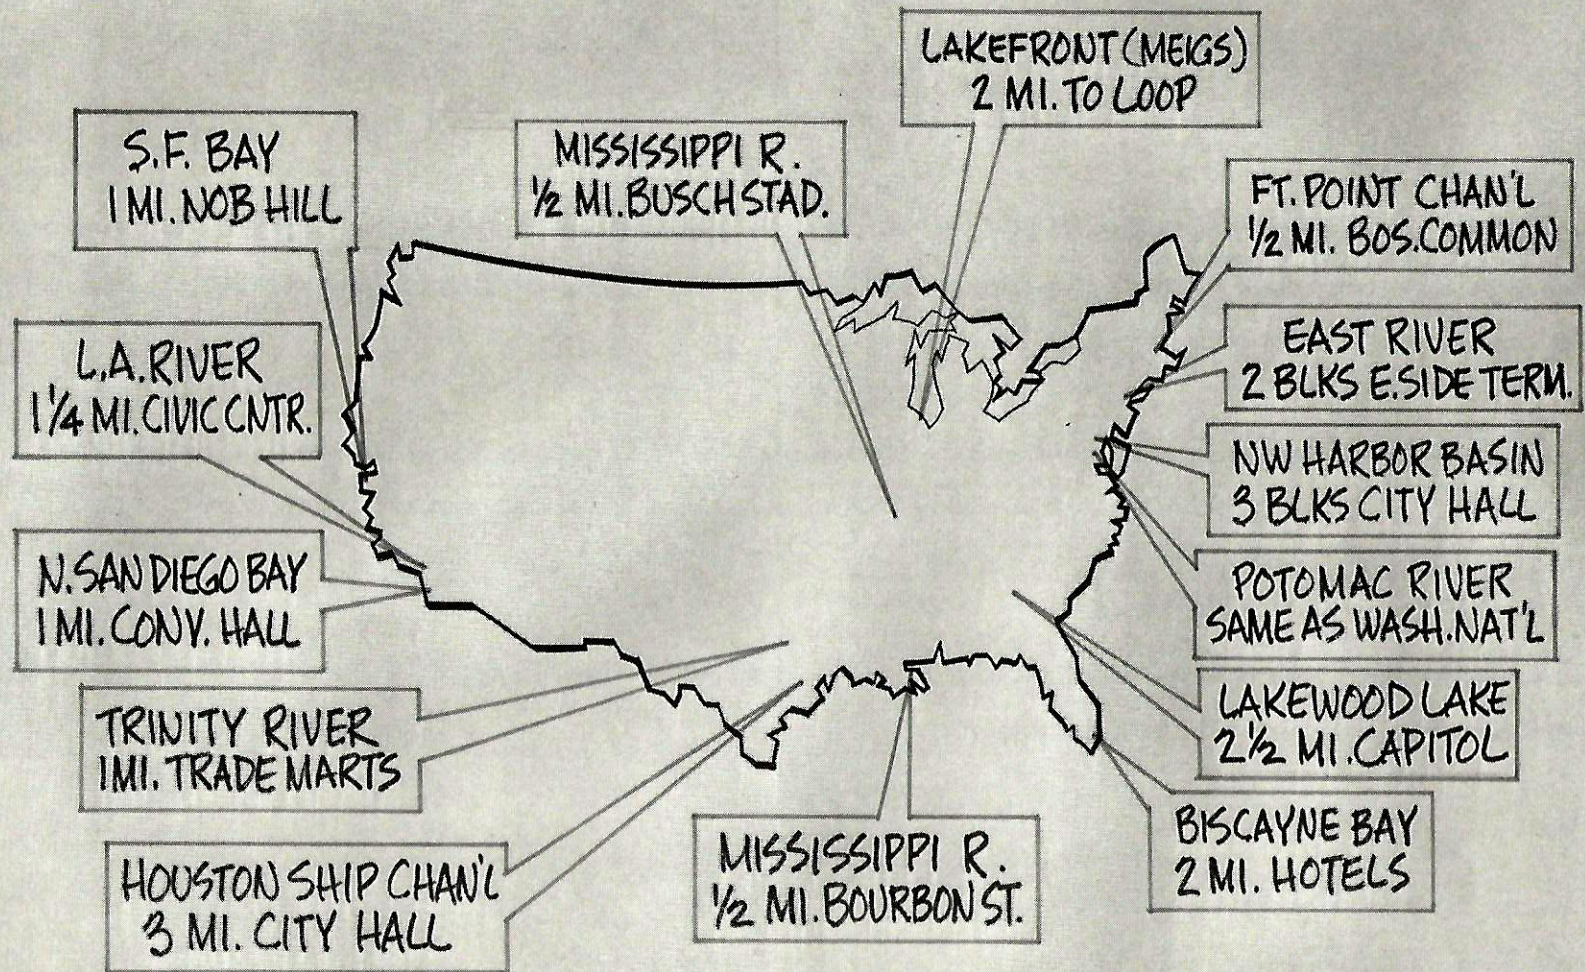 LAKEFRONT (MEIGS)
2 MI. TO LOOP
S.F. BAY
1 MI. NOB HILL
MISSISSIPPI R.
½ MI. BUSCH STAD.
FT. POINT CHAN'L
½ MI. BOS. COMMON
L.A. RIVER
1¼ MI. CIVIC CNTR.
EAST RIVER
2 BLKS E. SIDE TERM.
NW HARBOR BASIN
3 BLKS CITY HALL
N. SAN DIEGO BAY
1 MI. CONV. HALL
POTOMAC RIVER
SAME AS WASH. NAT'L
TRINITY RIVER
1 MI. TRADE MARTS
LAKEWOOD LAKE
2½ MI. CAPITOL
HOUSTON SHIP CHAN'L
3 MI. CITY HALL
MISSISSIPPI R.
½ MI. BOURBON ST.
BISCAYNE BAY
2 MI. HOTELS